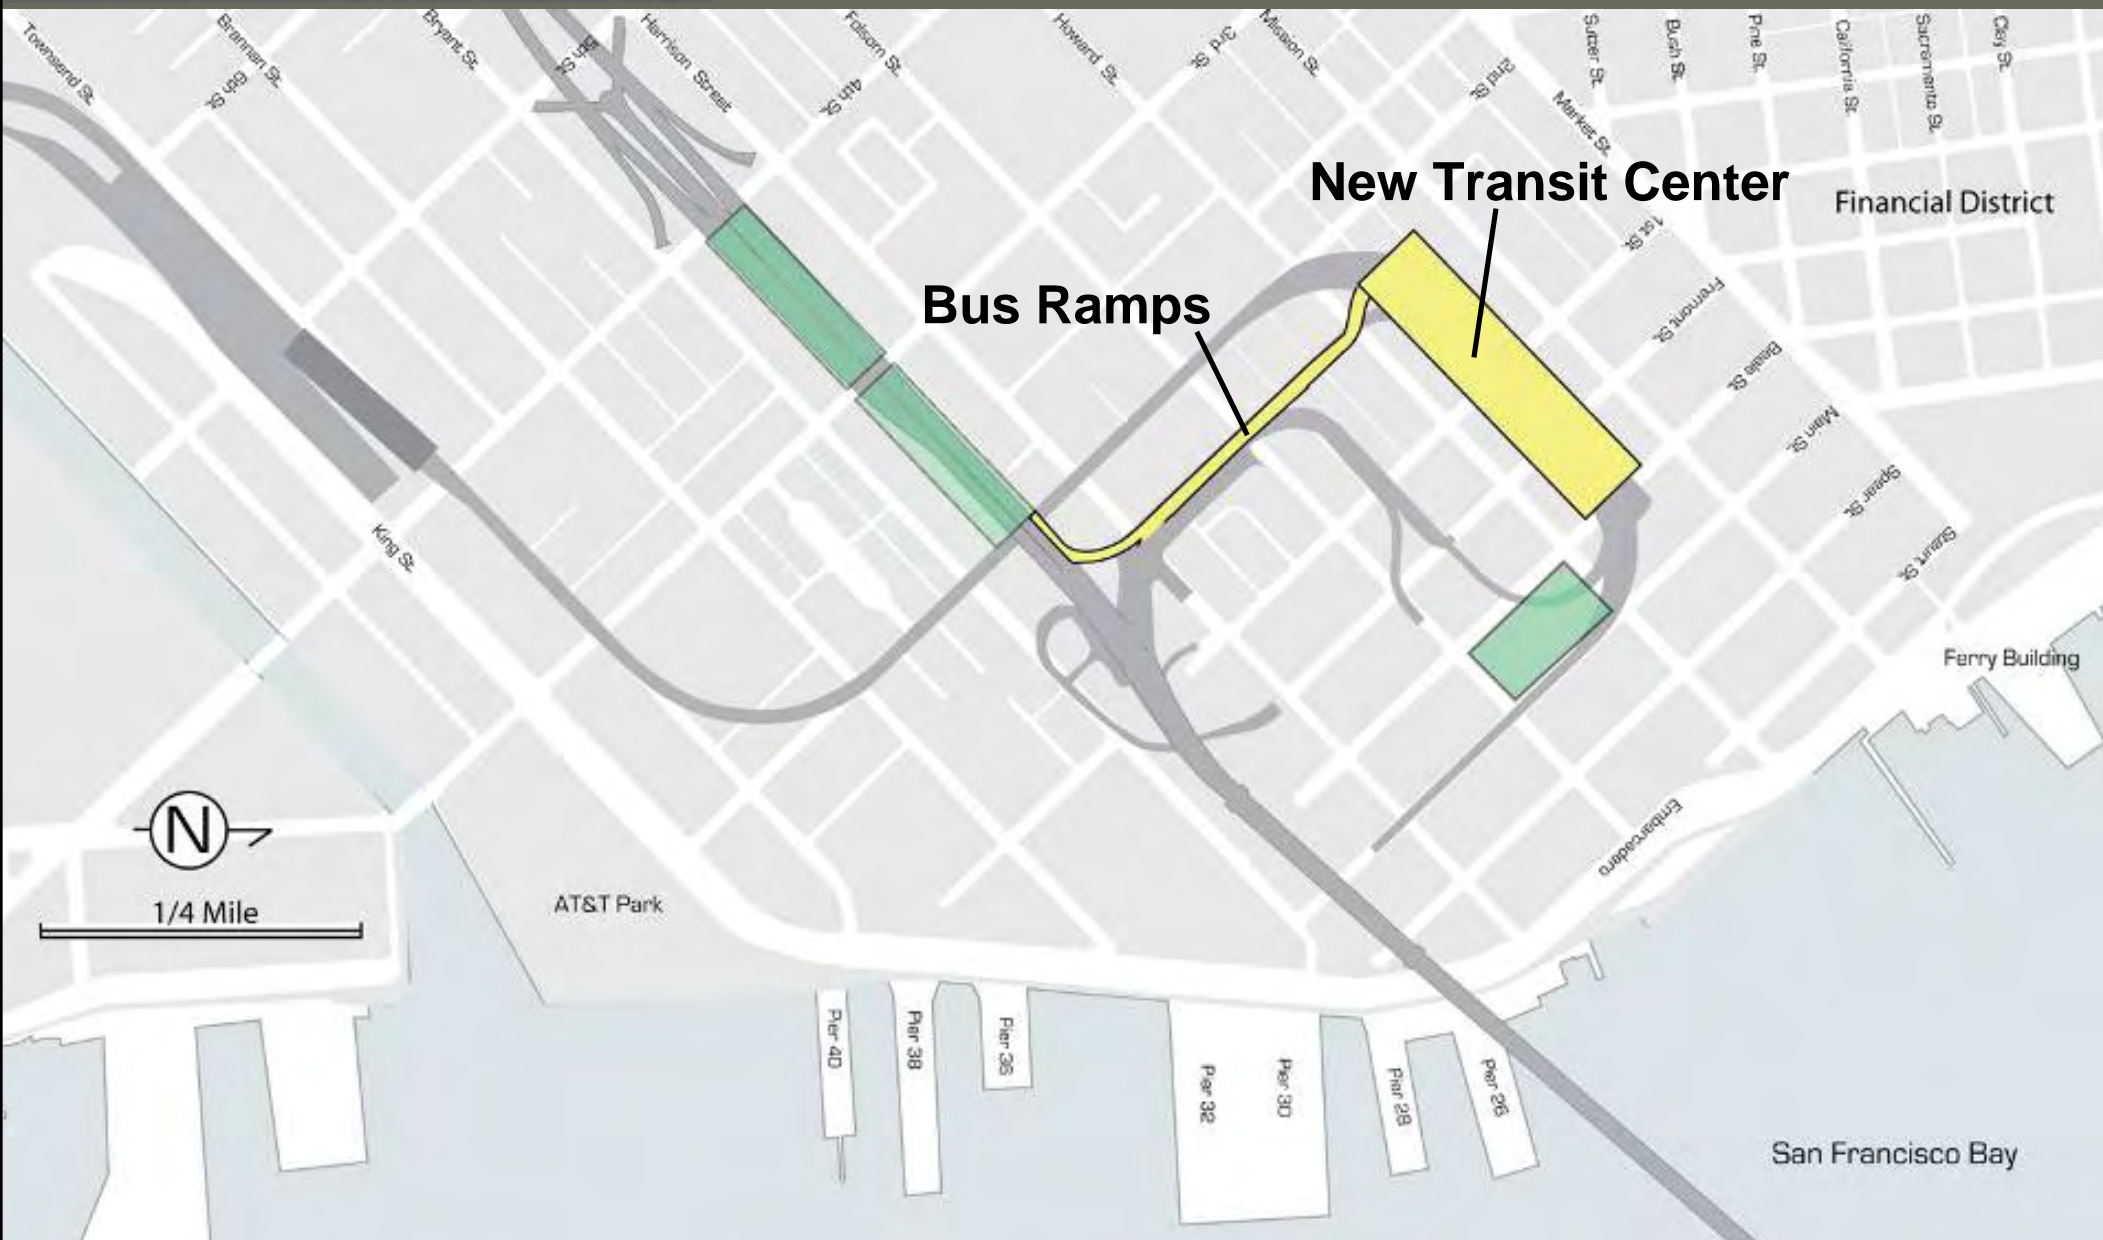 Townsend St.
Brannan St.
6th St.
Bryant St.
5th St.
Harrison Street
4th St.
Folsom St.
Howard St.
3rd St.
Mission St.
2nd St.
Market St.
Sutter St.
Bush St.
Pine St.
California St.
Sacramento St.
Clay St.
New Transit Center
Financial District
1st St.
Bus Ramps
Fremont St.
Beale St.
Main St.
Spear St.
Steuart St.
King St.
Ferry Building
N
Embarcadero
1/4 Mile
AT&T Park
Pier 40
Pier 38
Pier 36
Pier 32
Pier 30
Pier 28
Pier 26
San Francisco Bay